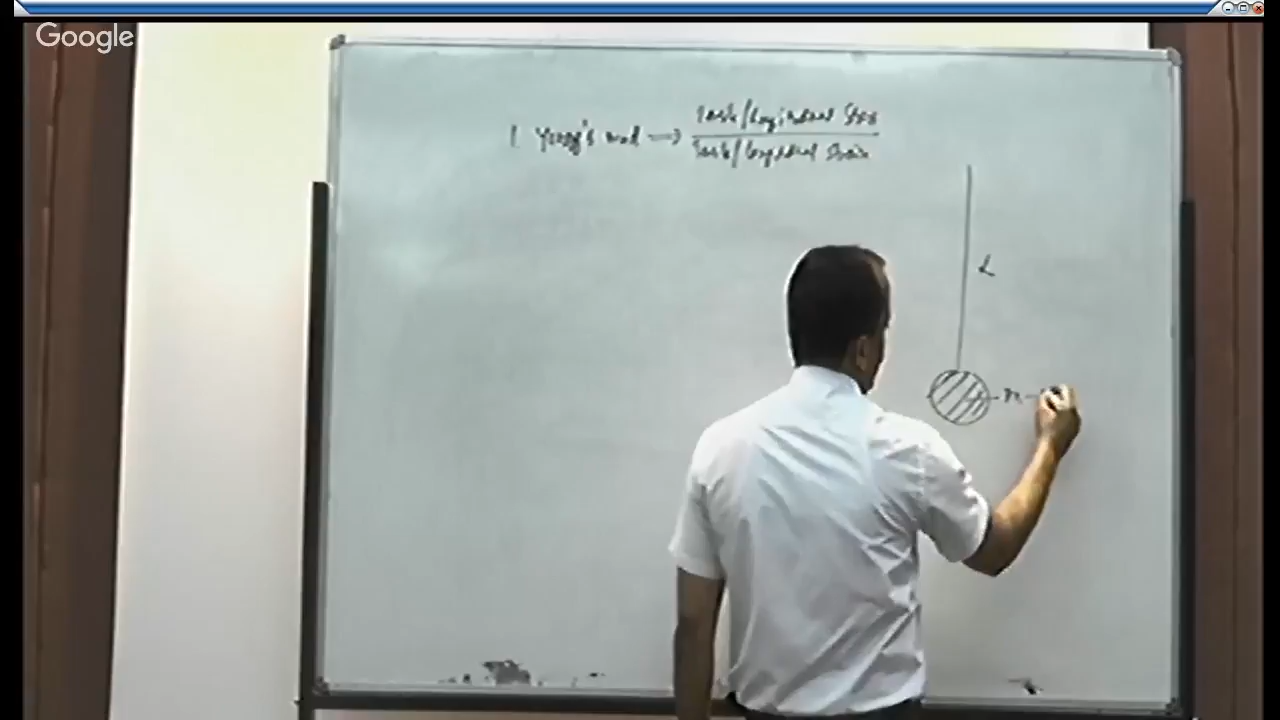 Google
1 Young's mod → Tensile/Longitudinal Stress
Tensile/Longitudinal Strain
L
m